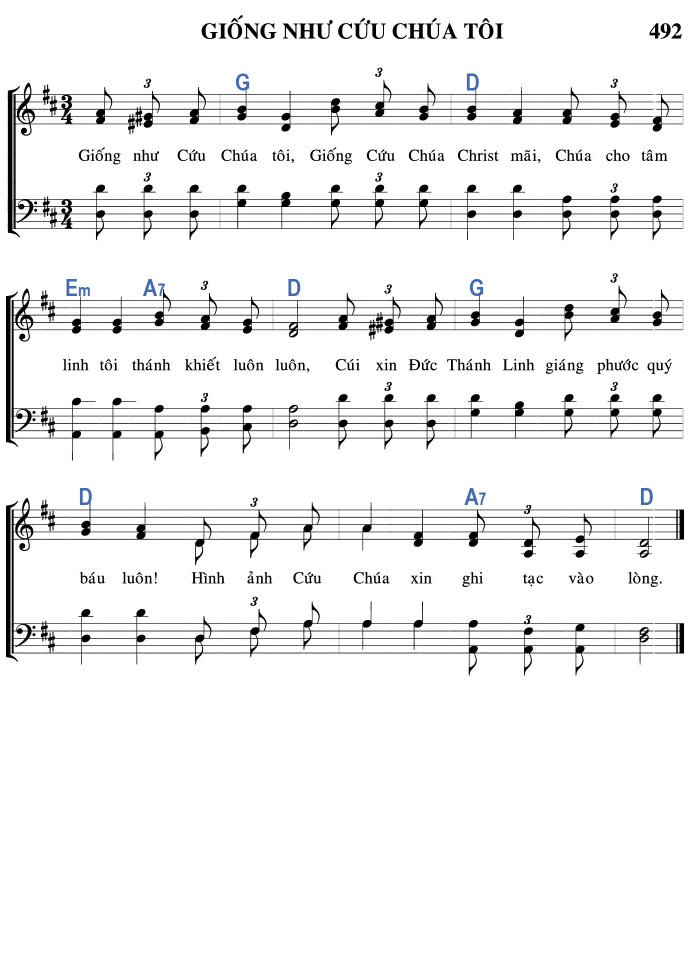 GIỐNG NHƯ CỨU CHÚA TÔI 492
3 G 3 D 3
3
4
Giống như Cứu Chúa tôi, Giống Cứu Chúa Christ mãi, Chúa cho tâm
3 3 3
3
4
Em A7 3 D 3 G 3
linh tôi thánh khiết luôn luôn, Cúi xin Đức Thánh Linh giáng phước quý
3 3 3
D 3 A7 3 D
báu luôn! Hình ảnh Cứu Chúa xin ghi tạc vào lòng.
3 3